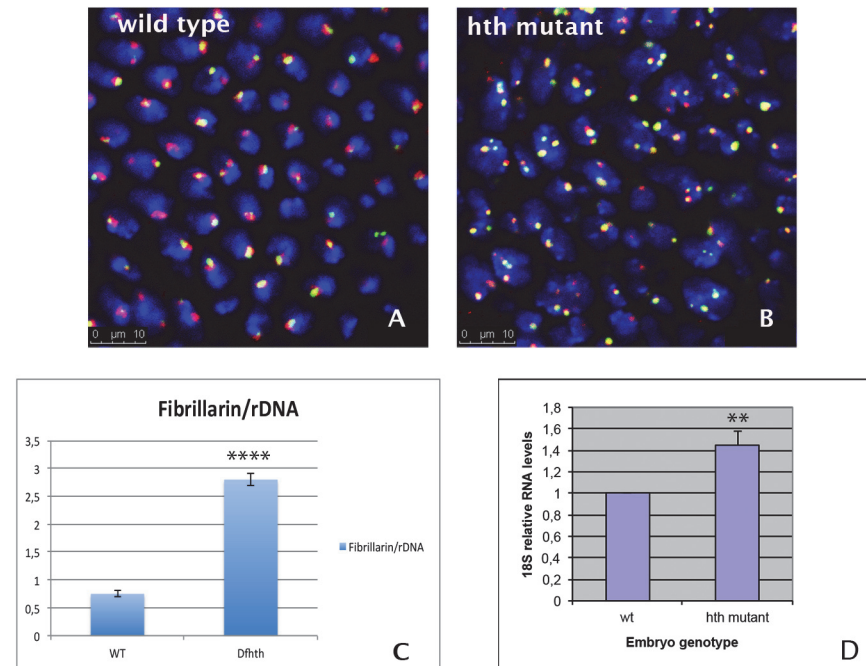 wild type
hth mutant
A
B
0 µm 10
0 µm 10
Fibrillarin/rDNA
3,5
3
2,5
2
1,5
1
0,5
0
****
WT
Dfhth
Fibrillarin/rDNA
C
18S relative RNA levels
1,8
1,6
1,4
1,2
1
0,8
0,6
0,4
0,2
0
**
wt
hth mutant
Embryo genotype
D